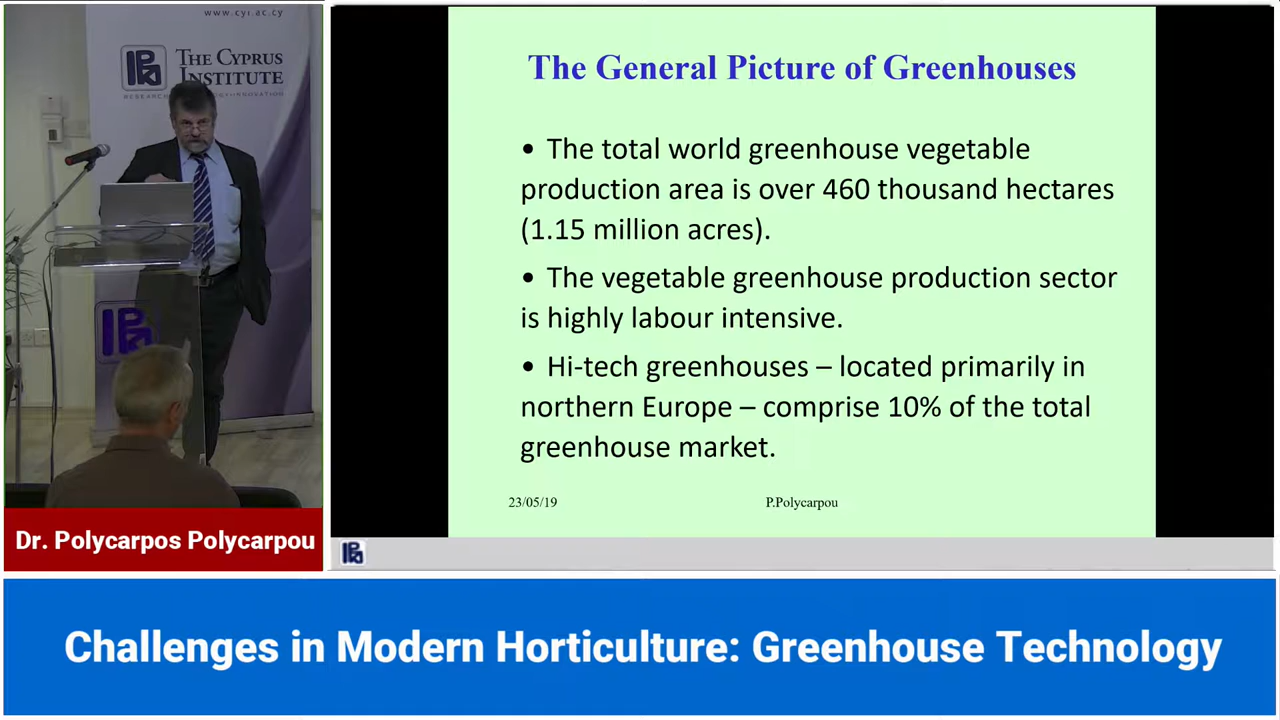 www.cyi.ac.cy
THE CYPRUS
INSTITUTE
The General Picture of Greenhouses
• The total world greenhouse vegetable
production area is over 460 thousand hectares
(1.15 million acres).
• The vegetable greenhouse production sector
is highly labour intensive.
• Hi-tech greenhouses – located primarily in
northern Europe – comprise 10% of the total
greenhouse market.
23/05/19 P.Polycarpou
Dr. Polycarpos Polycarpou
Challenges in Modern Horticulture: Greenhouse Technology